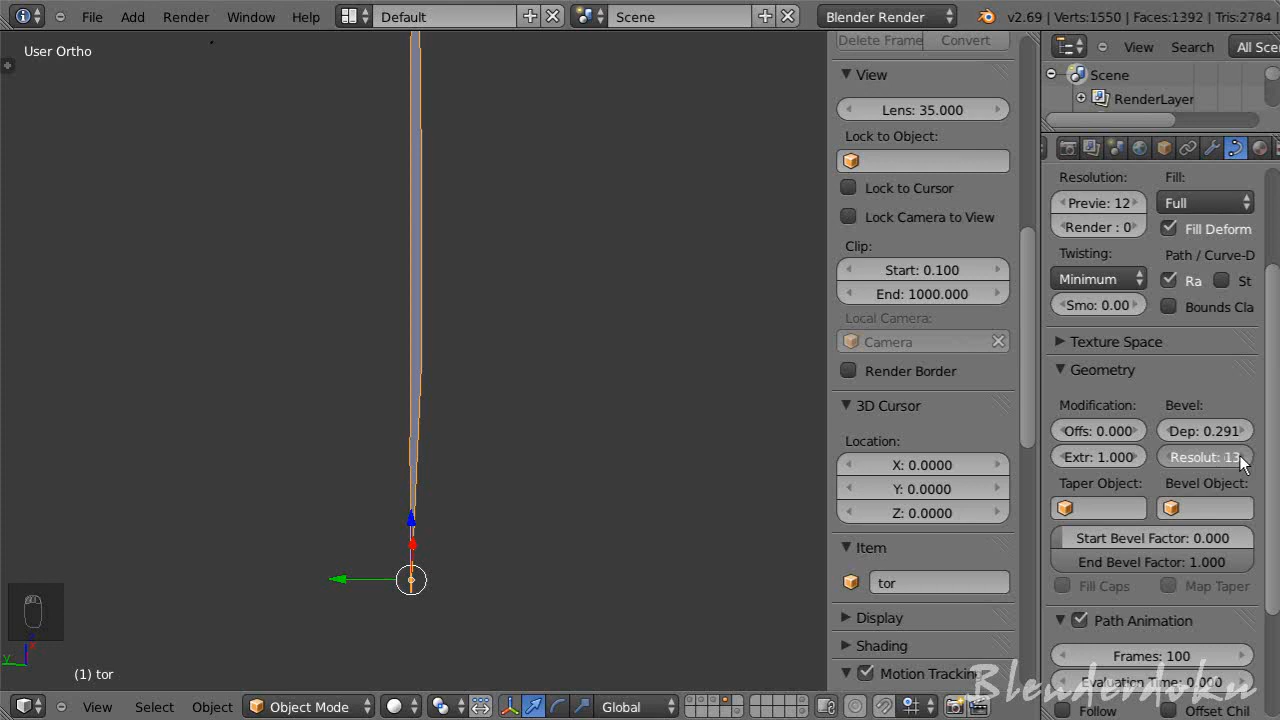 File Add Render Window Help Default Scene Blender Render v2.69 | Verts:1550 | Faces:1392 | Tris:2784 |
User Ortho
Delete Frame Convert
View
Lens: 35.000
Lock to Object:
Lock to Cursor
Lock Camera to View
Clip:
Start: 0.100
End: 1000.000
Local Camera:
Camera
Render Border
3D Cursor
Location:
X: 0.0000
Y: 0.0000
Z: 0.0000
Item
tor
Display
Shading
Motion Tracking
View Search All Sce
Scene
RenderLayer
Resolution: Fill:
Previe: 12 Full
Render : 0 Fill Deform
Twisting: Path / Curve-D
Minimum Ra St
Smo: 0.00 Bounds Cla
Texture Space
Geometry
Modification: Bevel:
Offs: 0.000 Dep: 0.291
Extr: 1.000 Resolut: 13
Taper Object: Bevel Object:
Start Bevel Factor: 0.000
End Bevel Factor: 1.000
Fill Caps Map Taper
Path Animation
Frames: 100
Evaluation Time: 0.000
Follow Offset Chil
Blenderdoku
z
x
y
(1) tor
View Select Object Object Mode Global